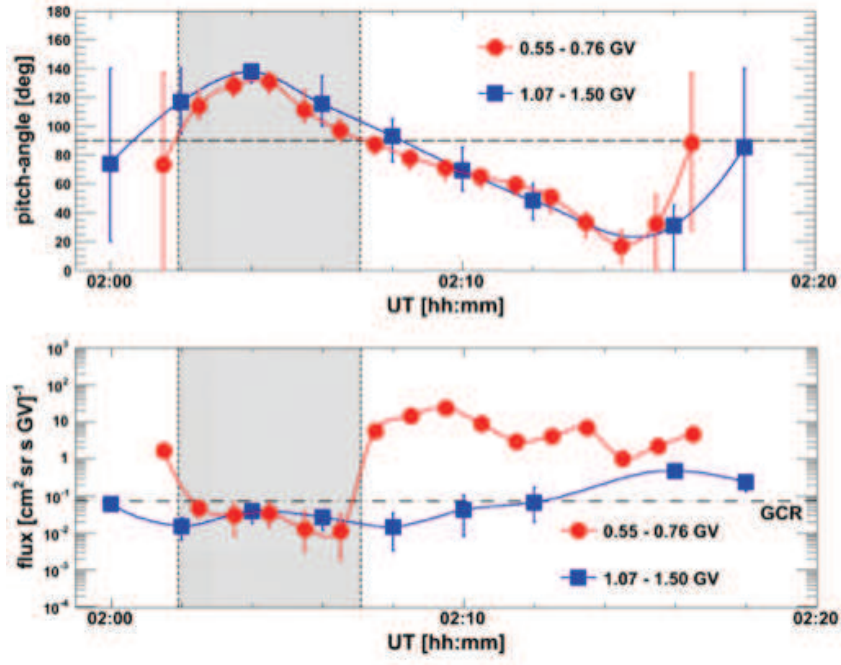 180
160
140
120
100
80
60
40
20
0
pitch-angle [deg]
0.55 - 0.76 GV
1.07 - 1.50 GV
02:00
02:10
02:20
UT [hh:mm]
10³
10²
10
1
10⁻¹
10⁻²
10⁻³
10⁻⁴
flux [cm² sr s GV]⁻¹
GCR
0.55 - 0.76 GV
1.07 - 1.50 GV
02:00
02:10
02:20
UT [hh:mm]